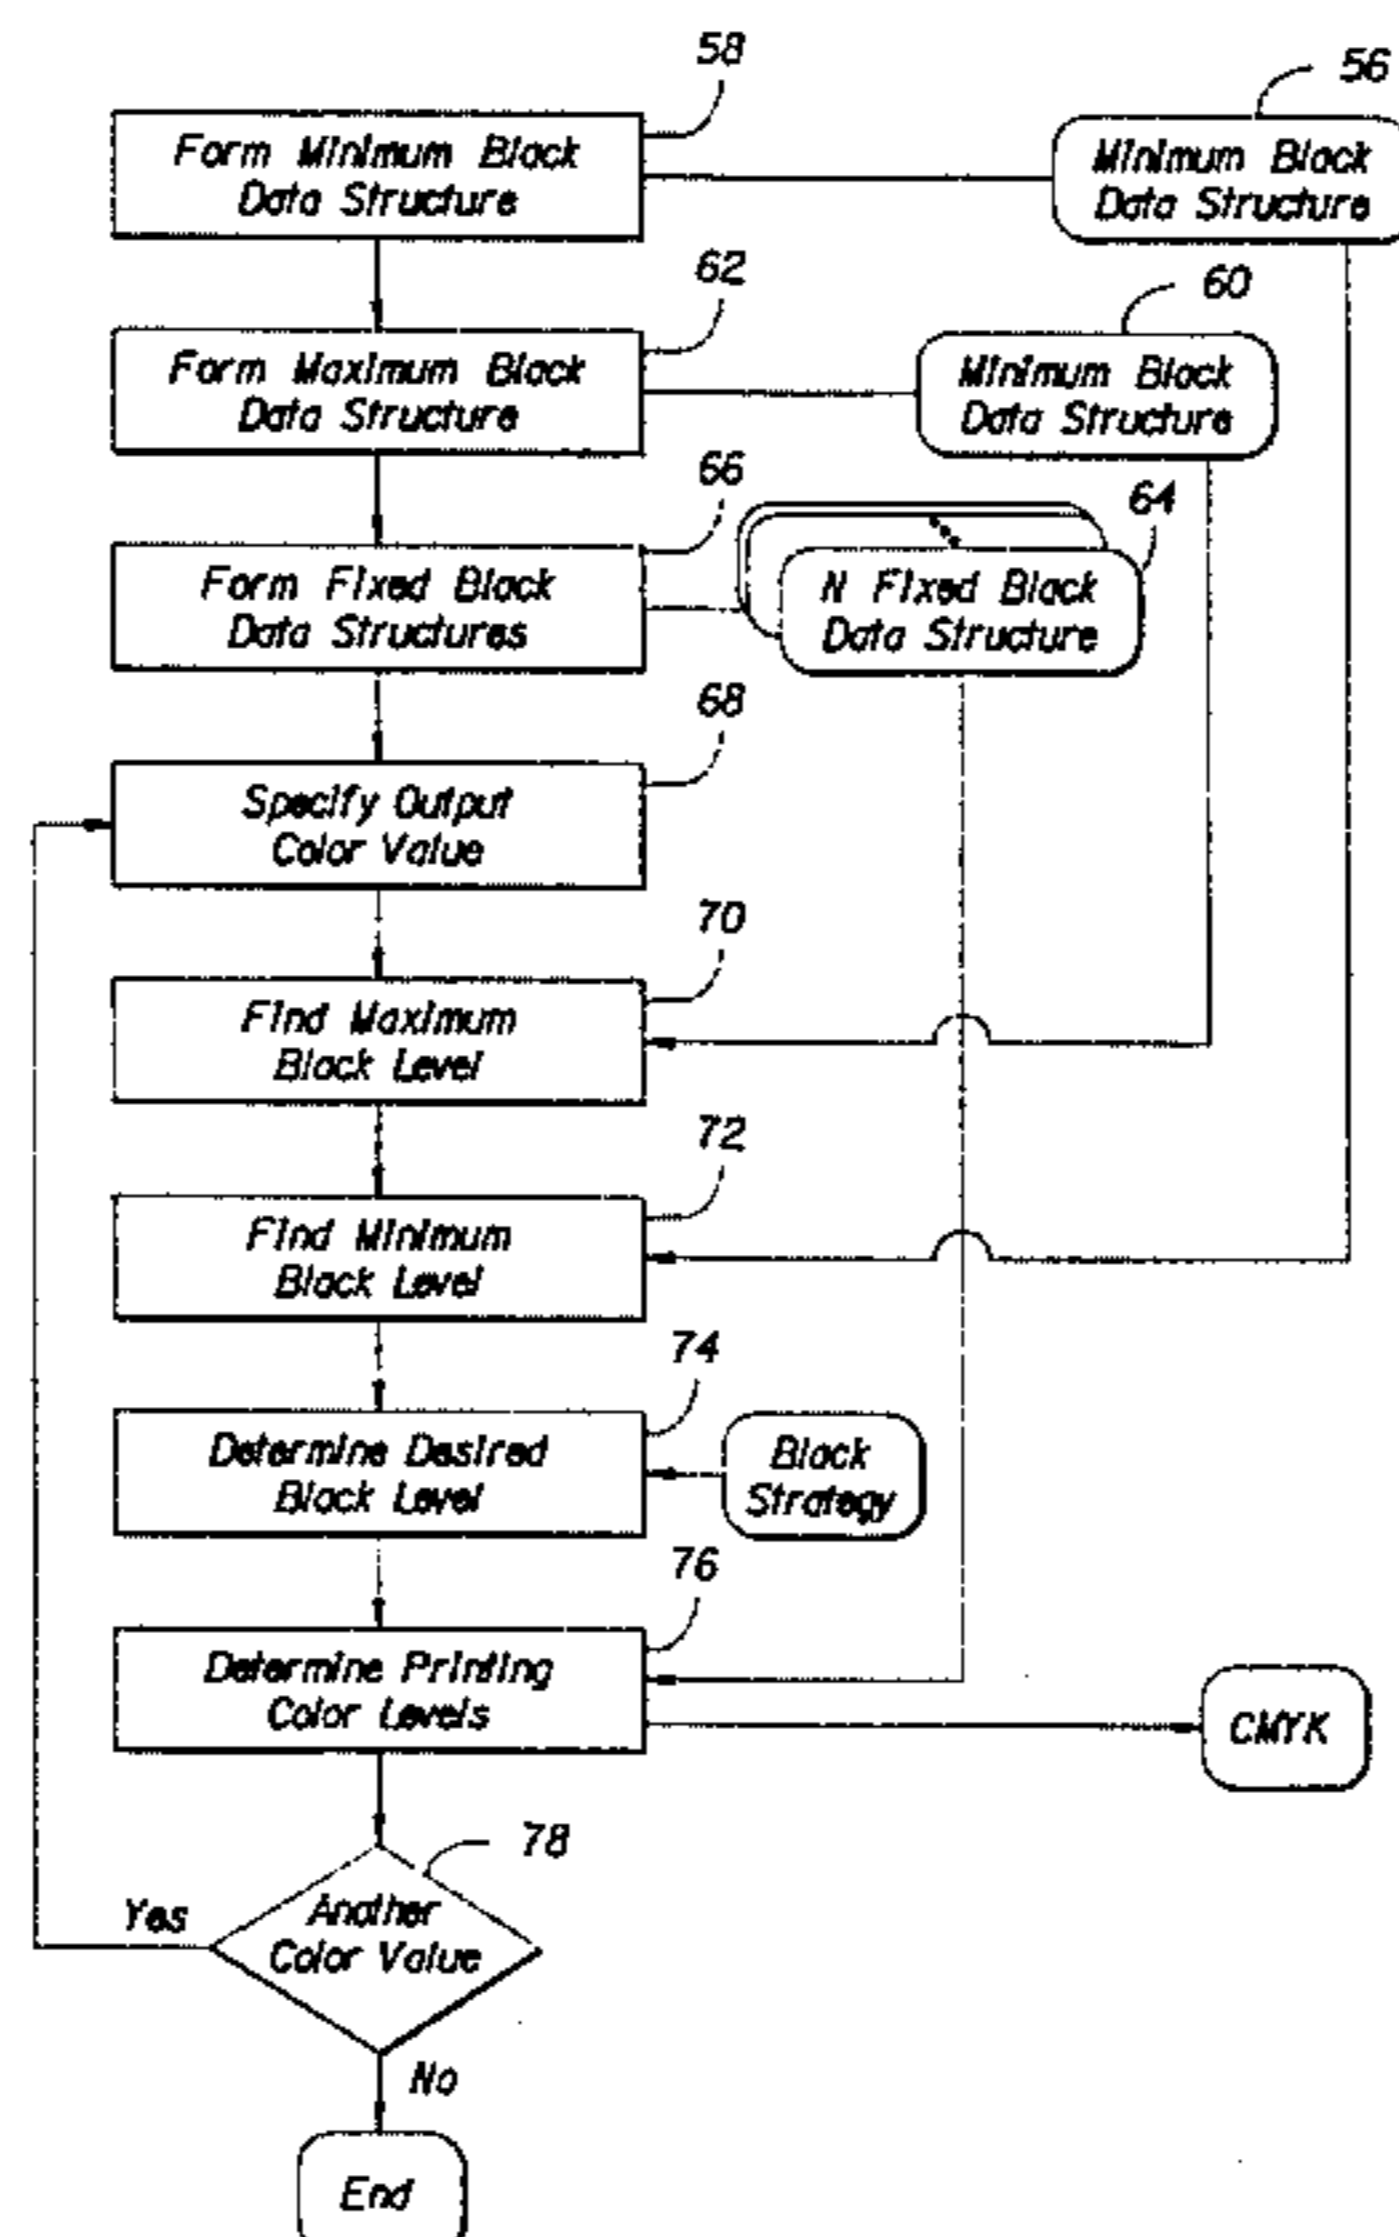 58
56
Form Minimum Black
Data Structure
Minimum Black
Data Structure
62
60
Form Maximum Black
Data Structure
Minimum Black
Data Structure
66
64
Form Fixed Black
Data Structures
N Fixed Black
Data Structure
68
Specify Output
Color Value
70
Find Maximum
Black Level
72
Find Minimum
Black Level
74
Determine Desired
Black Level
Black
Strategy
76
Determine Printing
Color Levels
CMYK
78
Another
Color Value
Yes
No
End